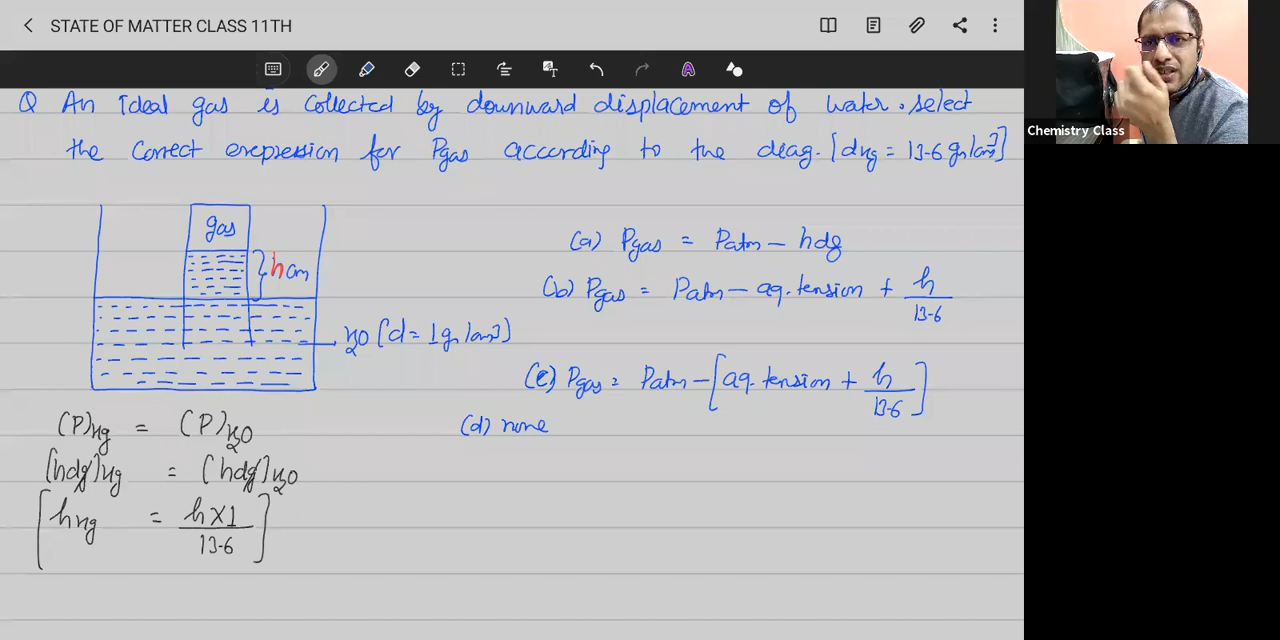 STATE OF MATTER CLASS 11TH
Chemistry Class
Q An ideal gas is collected by downward displacement of water. select
the correct expression for Pgas according to the diag. [dHg = 13.6 gm/cm³]
gas
h cm
H₂O [d = 1 gm/cm³]
(a) Pgas = Patm - hdg
(b) Pgas = Patm - aq. tension + h/13.6
(c) Pgas = Patm - [aq. tension + h/13.6]
(d) none
(P)Hg = (P)H₂O
[hdg]Hg = [hdg]H₂O
[hHg = h×1/13.6]